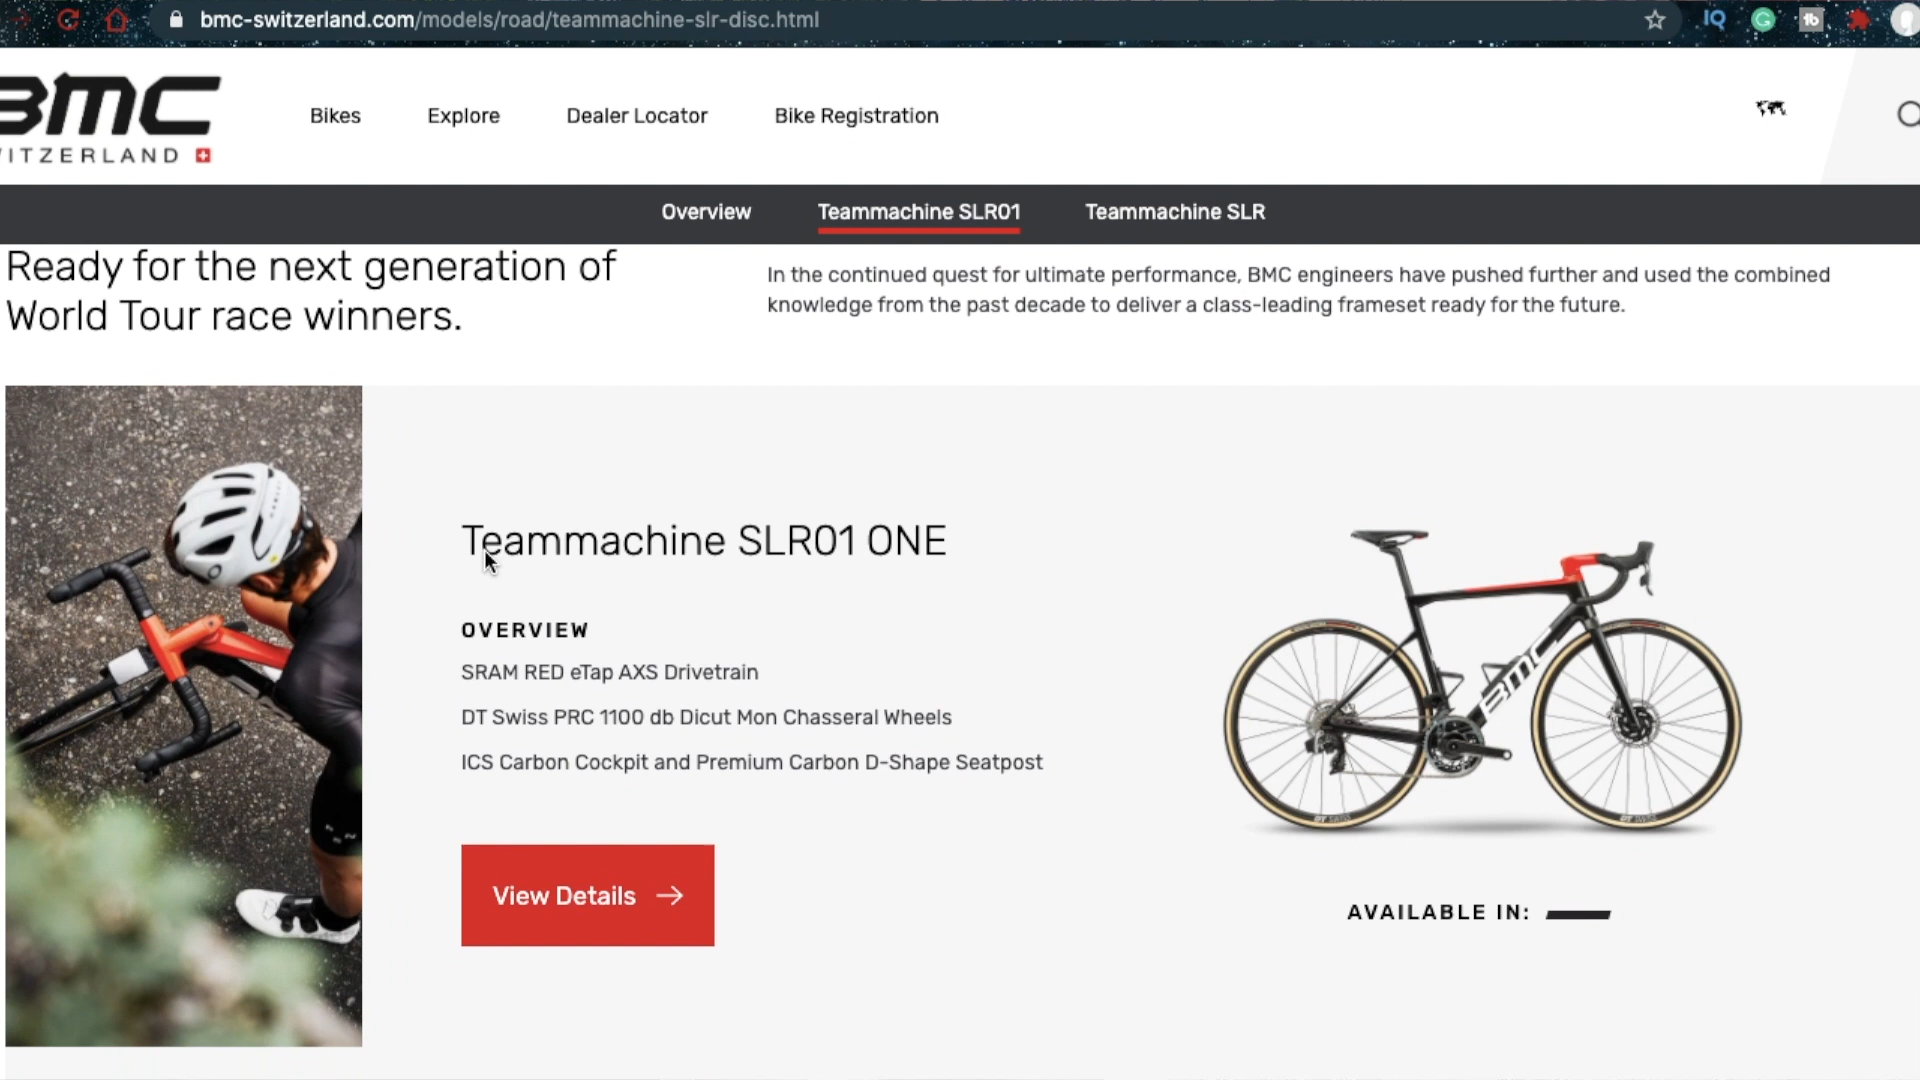 bmc-switzerland.com/models/road/teammachine-slr-disc.html
IQ
tb
BMC
WITZERLAND
Bikes
Explore
Dealer Locator
Bike Registration
Overview
Teammachine SLR01
Teammachine SLR
Ready for the next generation of
World Tour race winners.
In the continued quest for ultimate performance, BMC engineers have pushed further and used the combined
knowledge from the past decade to deliver a class-leading frameset ready for the future.
Teammachine SLR01 ONE
OVERVIEW
SRAM RED eTap AXS Drivetrain
DT Swiss PRC 1100 db Dicut Mon Chasseral Wheels
ICS Carbon Cockpit and Premium Carbon D-Shape Seatpost
View Details
BMC
AVAILABLE IN: